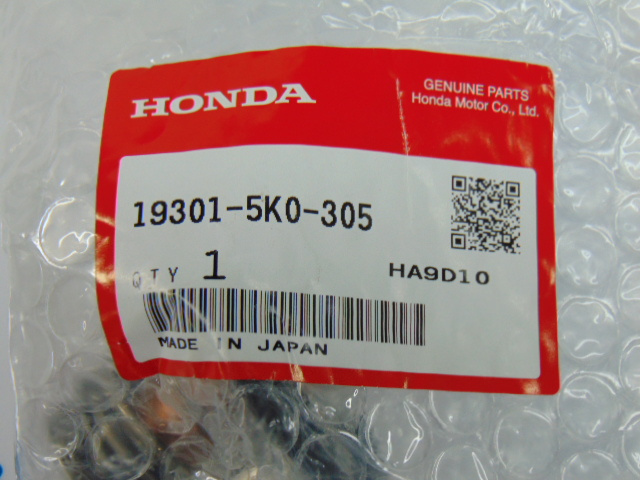 HONDA
GENUINE PARTS
Honda Motor Co., Ltd.
19301-5K0-305
QTY 1
HA9D10
MADE IN JAPAN